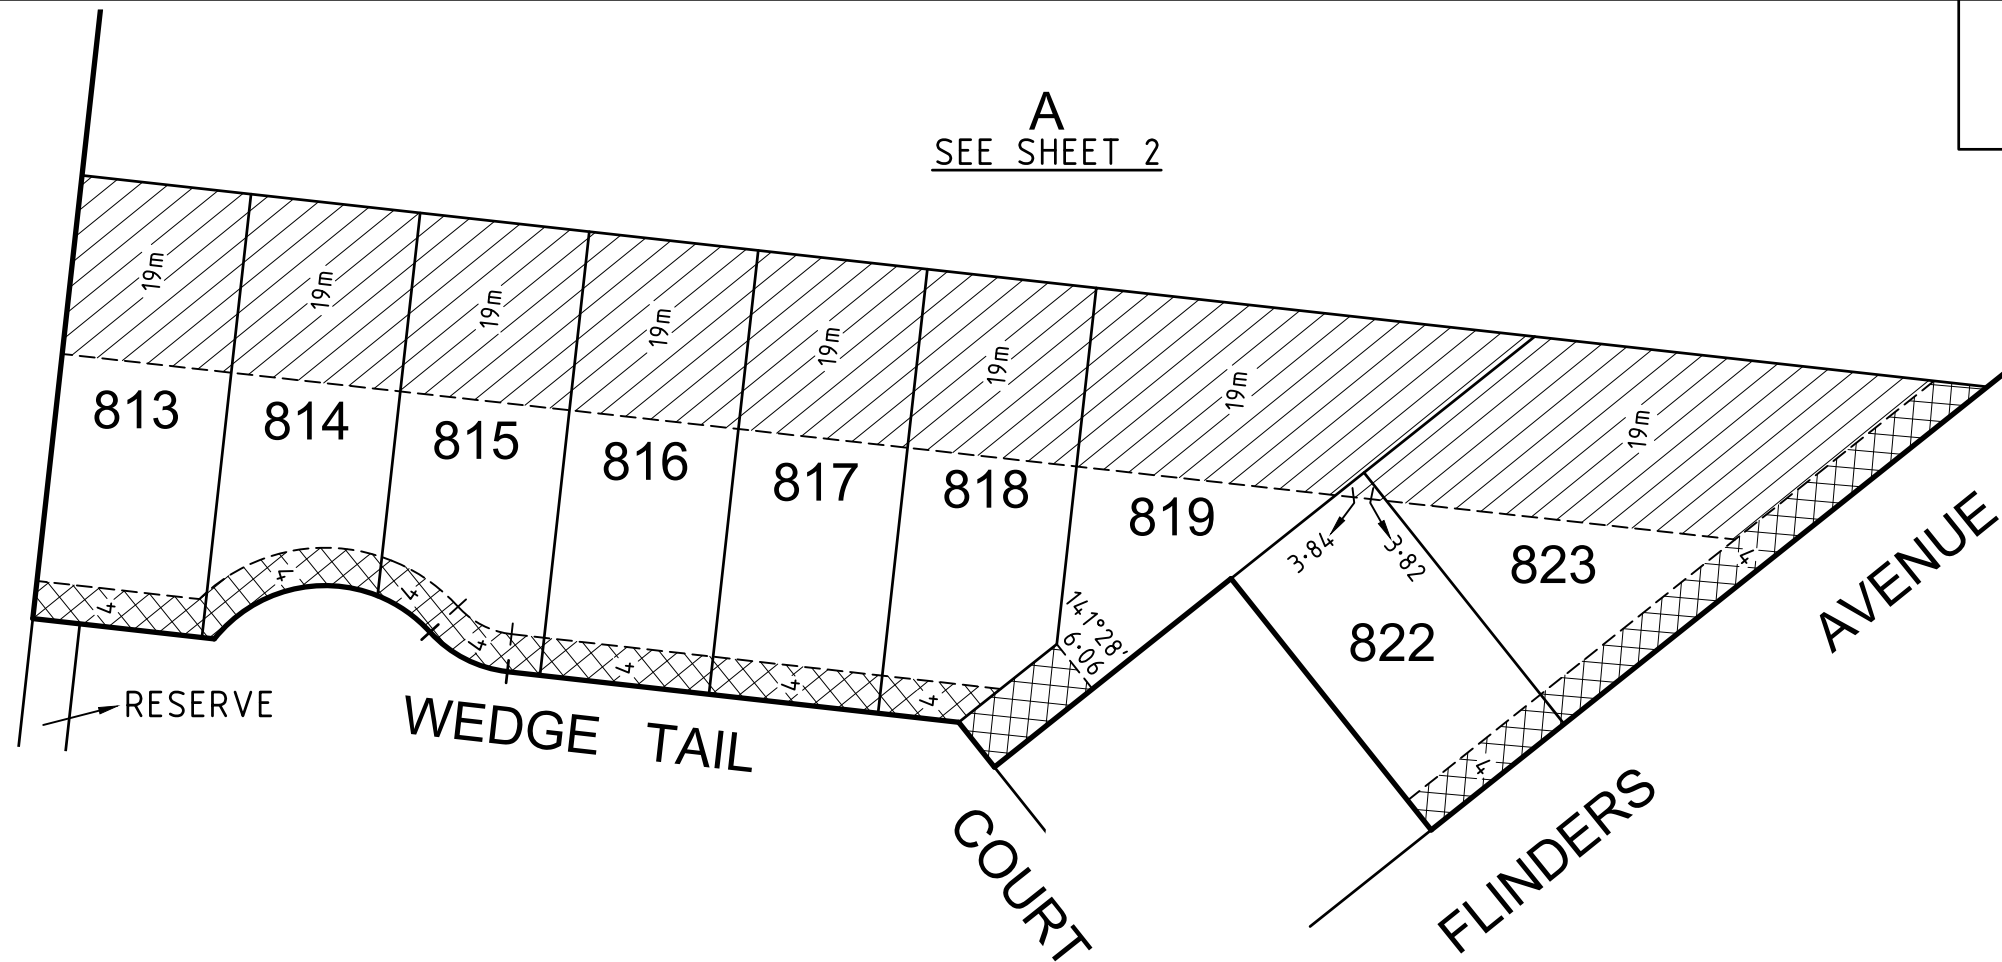 A
SEE SHEET 2
19m
19m
19m
19m
19m
19m
19m
19m
813
814
815
816
817
818
819
823
822
3·84
3·82
141°28'
6·06
4
4
4
4
4
4
4
4
4
RESERVE
WEDGE TAIL
COURT
FLINDERS
AVENUE